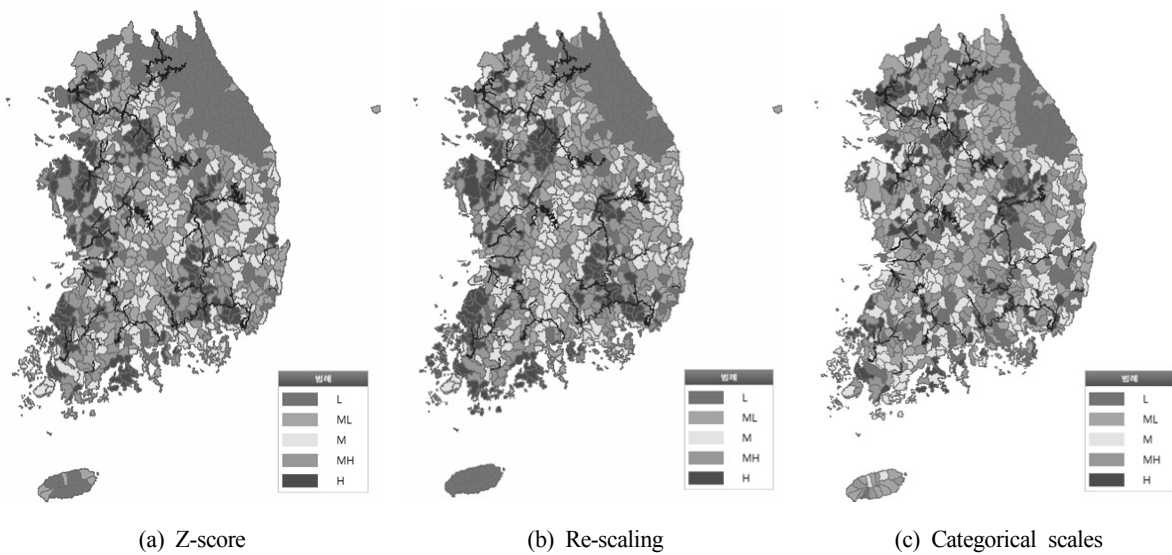 범례
L
ML
M
MH
H
범례
L
ML
M
MH
H
범례
L
ML
M
MH
H
(a) Z-score
(b) Re-scaling
(c) Categorical scales